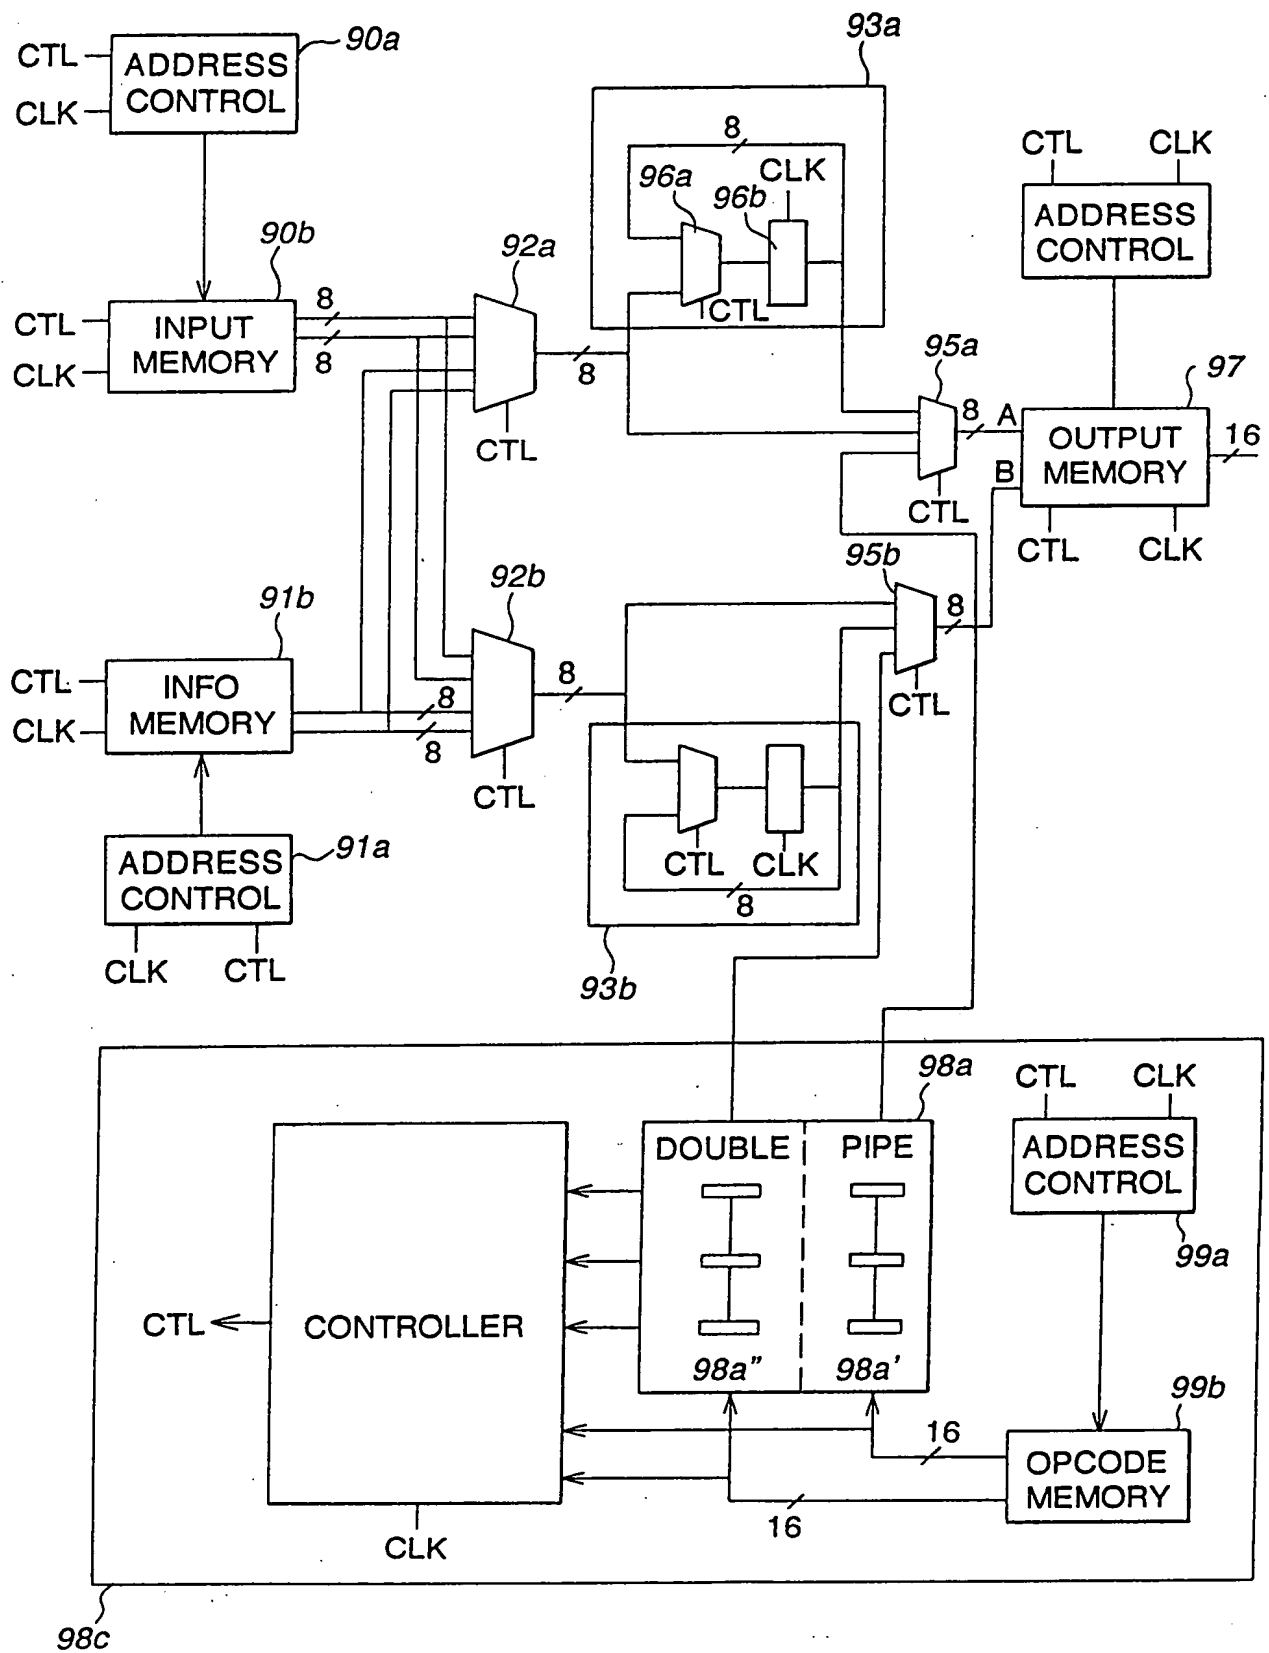 93a
90a
CTL
ADDRESS
CONTROL
CLK
8
CTL
CLK
96a
CLK
96b
ADDRESS
CONTROL
90b
92a
CTL
INPUT
MEMORY
CLK
8
8
CTL
8
95a
97
CTL
8
A
OUTPUT
MEMORY
16
B
CTL
CTL
CLK
95b
92b
91b
8
CTL
INFO
MEMORY
CLK
8
8
8
CTL
CTL
ADDRESS
CONTROL
91a
CTL
CLK
8
CLK
CTL
93b
98a
CTL
CLK
DOUBLE
PIPE
ADDRESS
CONTROL
99a
CTL
CONTROLLER
98a"
98a'
99b
16
OPCODE
MEMORY
16
CLK
98c